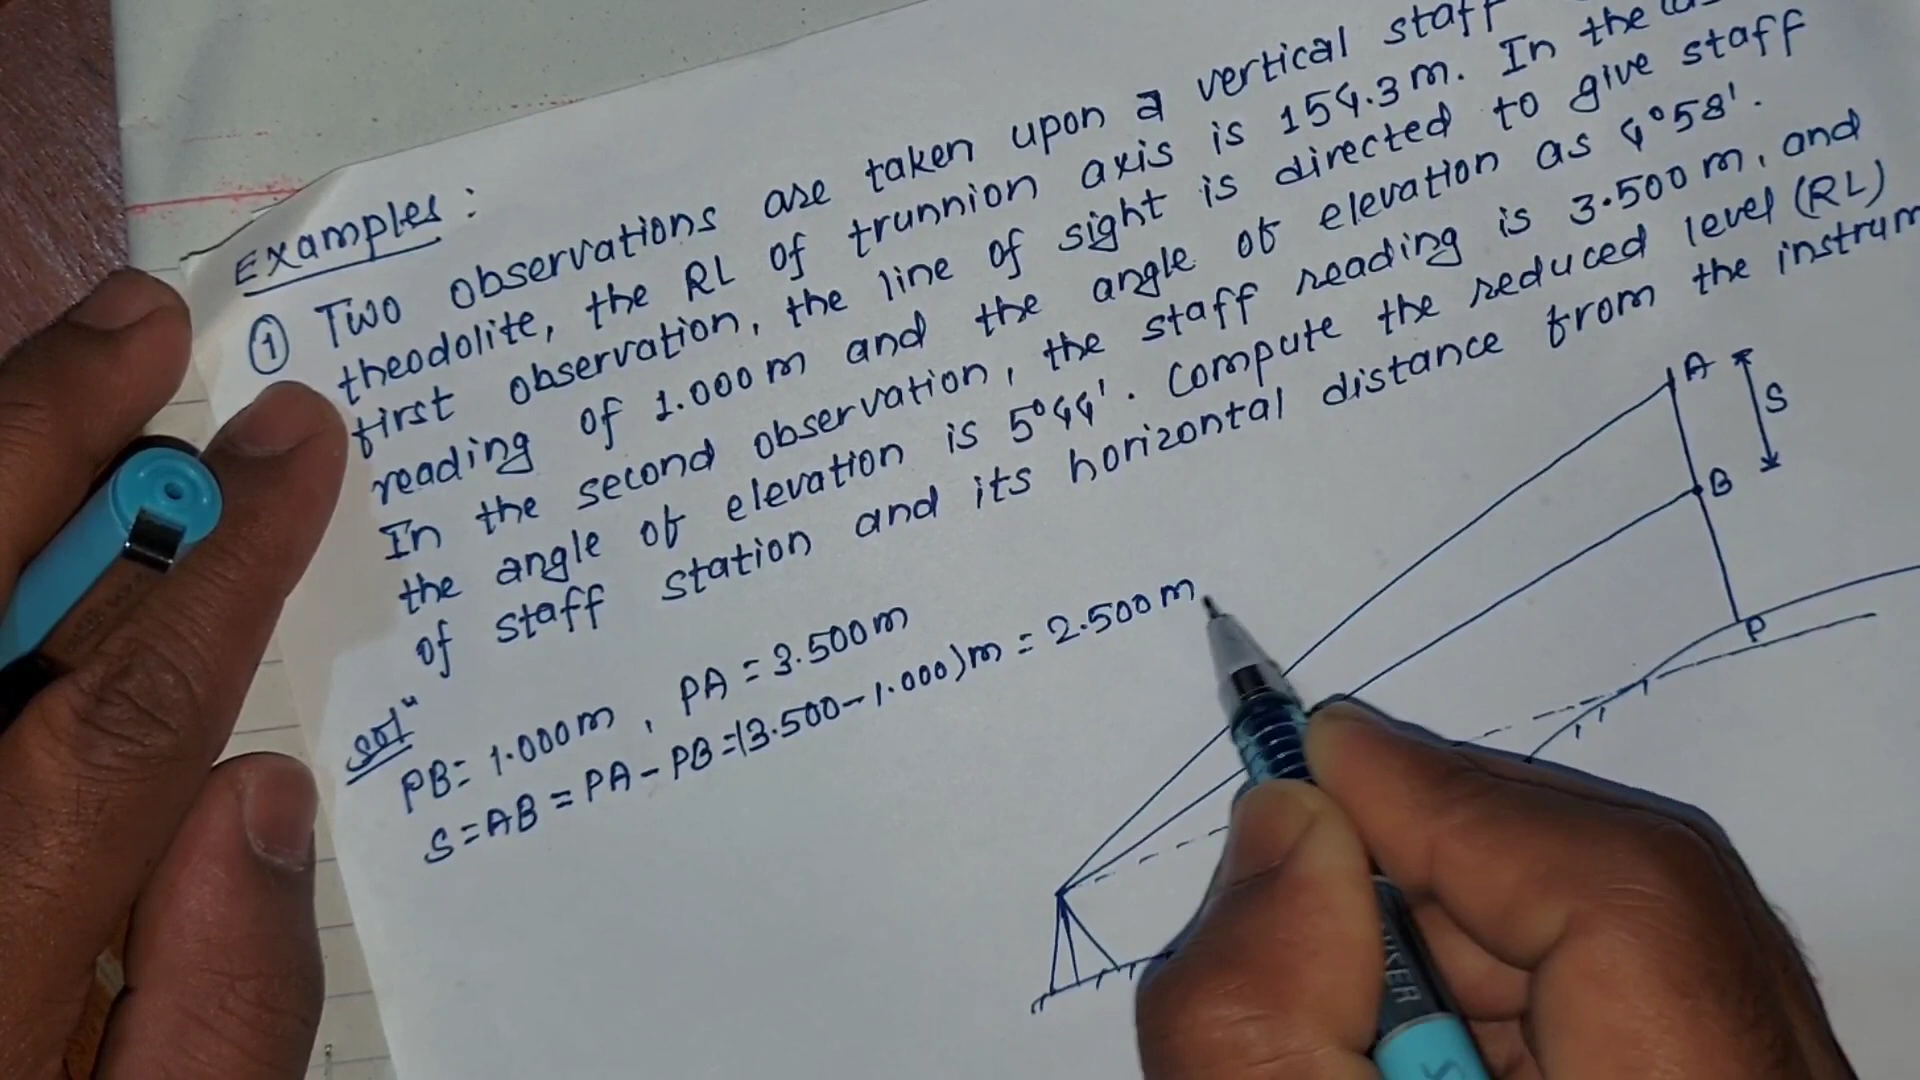 Examples :
① Two observations are taken upon a vertical staff
theodolite, the RL of trunnion axis is 154.3 m. In the
first observation, the line of sight is directed to give staff
reading of 1.000 m and the angle of elevation as 4°58'.
In the second observation, the staff reading is 3.500 m, and
the angle of elevation is 5°44'. Compute the reduced level (RL)
of staff station and its horizontal distance from the instrum
Solⁿ
PB = 1.000 m , PA = 3.500 m
S = AB = PA - PB = (3.500 - 1.000) m = 2.500 m
A
S
B
P